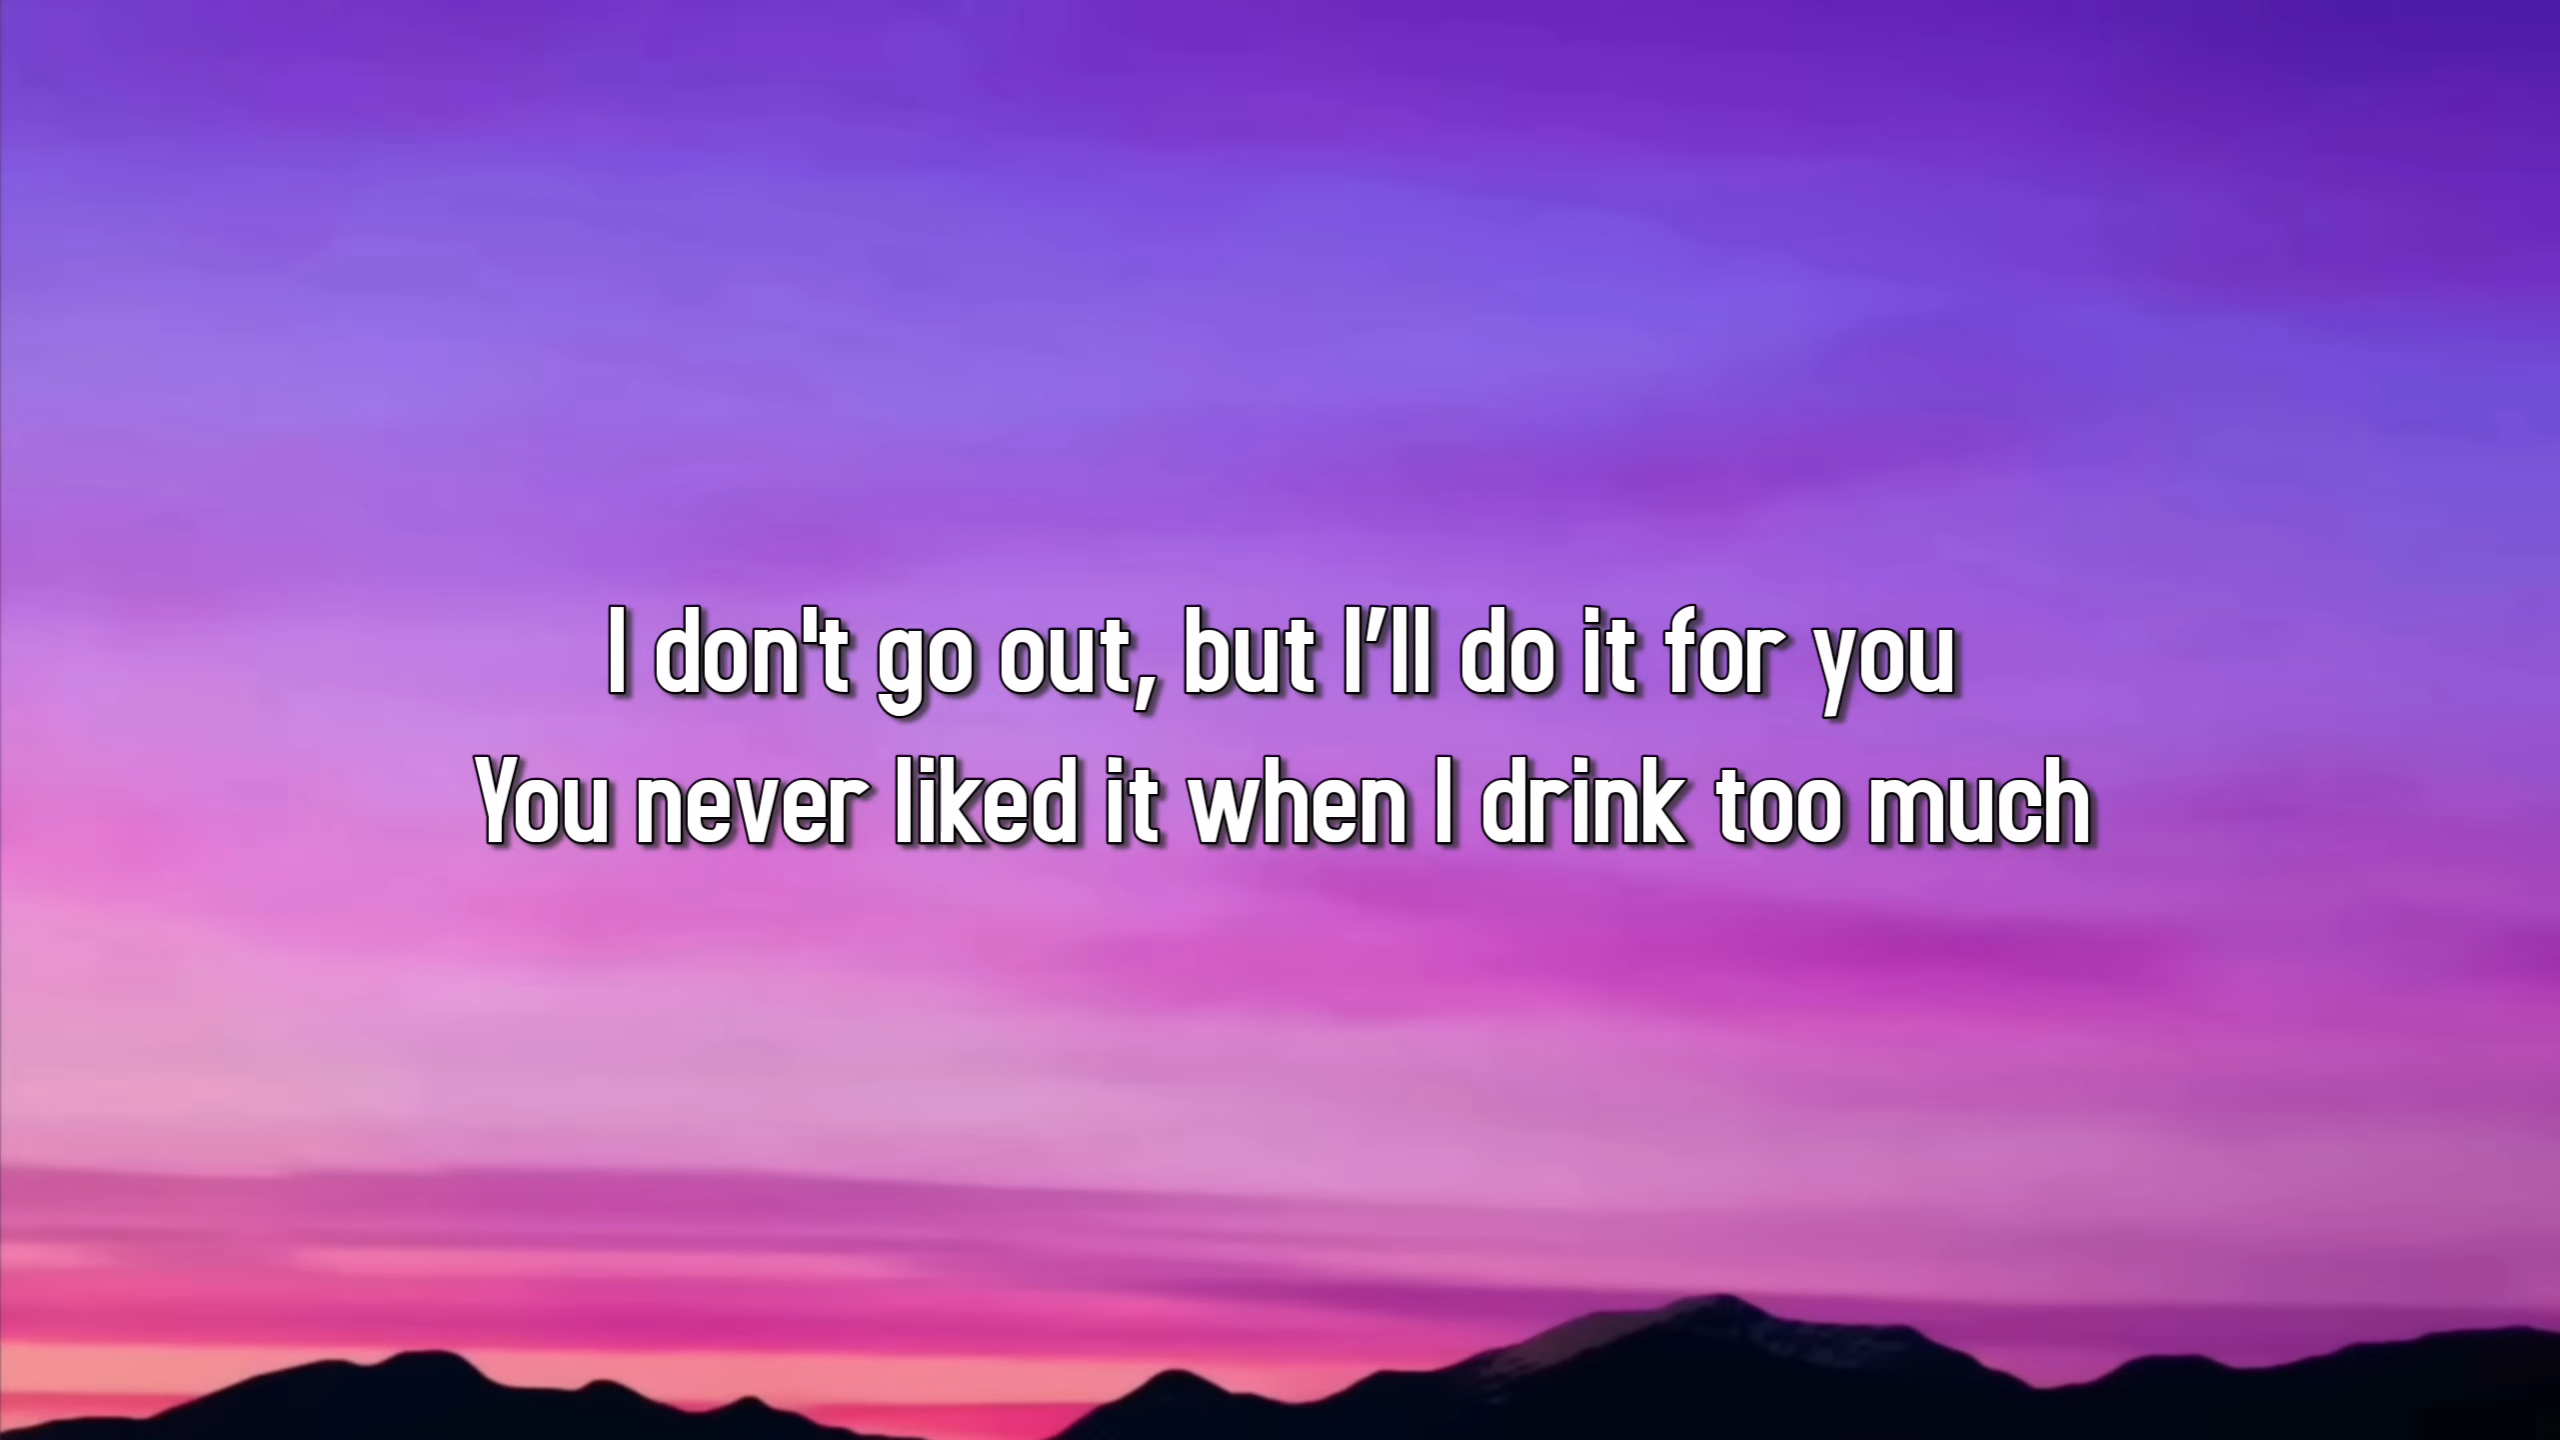 I don't go out, but I’ll do it for you
You never liked it when I drink too much